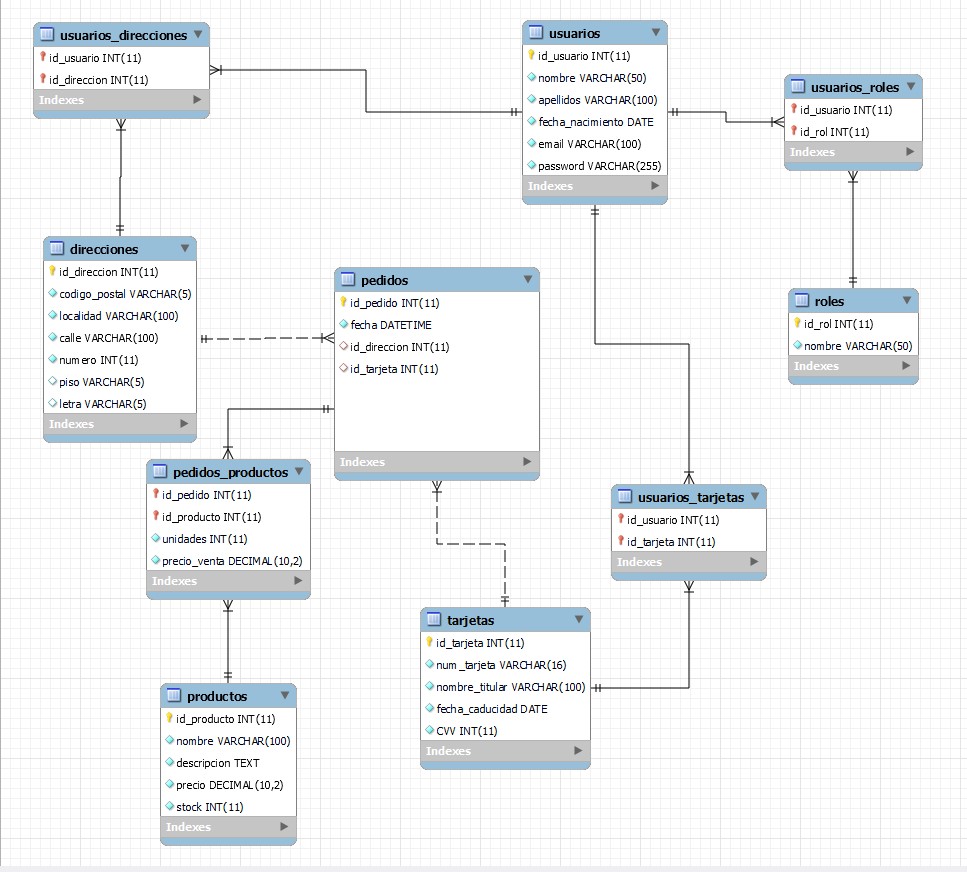 usuarios_direcciones
id_usuario INT(11)
id_direccion INT(11)
Indexes
usuarios
id_usuario INT(11)
nombre VARCHAR(50)
apellidos VARCHAR(100)
fecha_nacimiento DATE
email VARCHAR(100)
password VARCHAR(255)
Indexes
usuarios_roles
id_usuario INT(11)
id_rol INT(11)
Indexes
direcciones
id_direccion INT(11)
codigo_postal VARCHAR(5)
localidad VARCHAR(100)
calle VARCHAR(100)
numero INT(11)
piso VARCHAR(5)
letra VARCHAR(5)
Indexes
pedidos
id_pedido INT(11)
fecha DATETIME
id_direccion INT(11)
id_tarjeta INT(11)
Indexes
roles
id_rol INT(11)
nombre VARCHAR(50)
Indexes
pedidos_productos
id_pedido INT(11)
id_producto INT(11)
unidades INT(11)
precio_venta DECIMAL(10,2)
Indexes
usuarios_tarjetas
id_usuario INT(11)
id_tarjeta INT(11)
Indexes
tarjetas
id_tarjeta INT(11)
num_tarjeta VARCHAR(16)
nombre_titular VARCHAR(100)
fecha_caducidad DATE
CVV INT(11)
Indexes
productos
id_producto INT(11)
nombre VARCHAR(100)
descripcion TEXT
precio DECIMAL(10,2)
stock INT(11)
Indexes